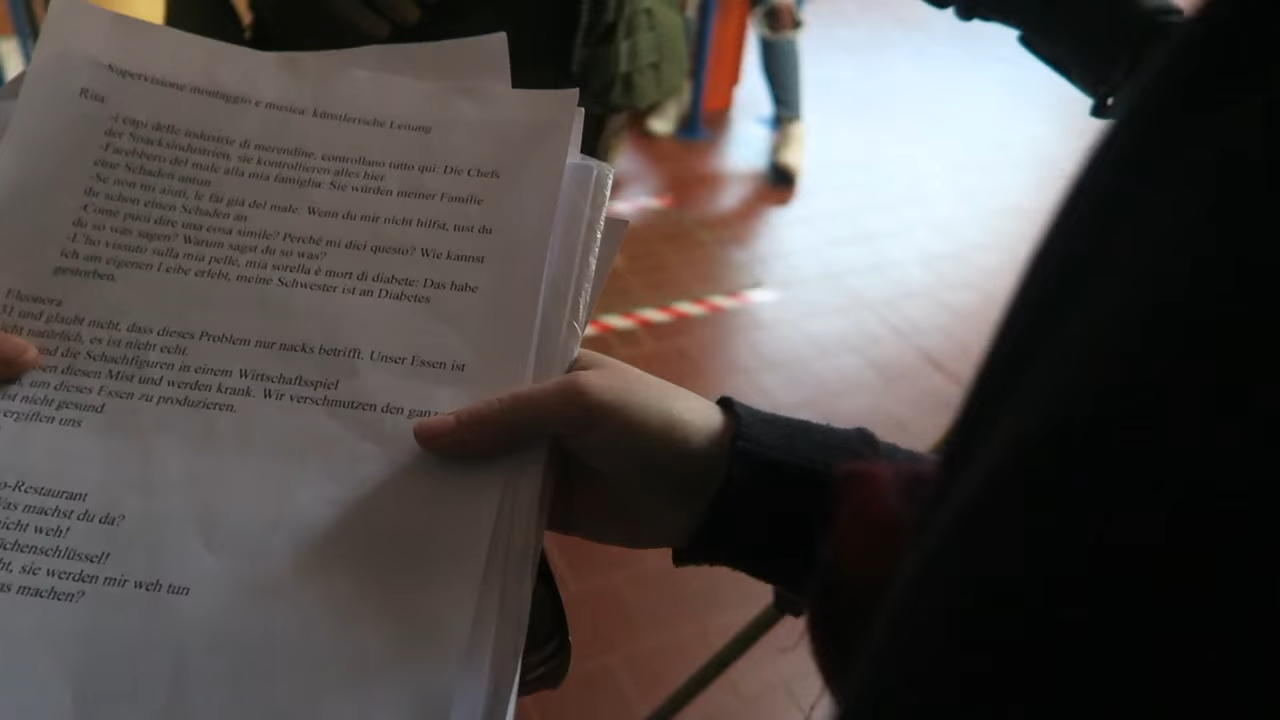 Supervisione montaggio e musica: künstlerische Leitung
Rita:
-I capi delle industrie di merendine, controllano tutto qui: Die Chefs
der Snacksindustrien, sie kontrollieren alles hier.
-Farebbero del male alla mia famiglia: Sie würden meiner Familie
eine Schaden antun
-Se non mi aiuti, le fai già del male: Wenn du mir nicht hilfst, tust du
ihr schon einen Schaden an
-Come puoi dire una cosa simile? Perché mi dici questo? Wie kannst
du so was sagen? Warum sagst du so was?
-L'ho vissuto sulla mia pelle, mia sorella è mort di diabete: Das habe
ich am eigenen Leibe erlebt, meine Schwester ist an Diabetes
gestorben.
Eleonora
und glaubt nicht, dass dieses Problem nur nacks betrifft. Unser Essen ist
icht natürlich, es ist nicht echt.
nd die Schachfiguren in einem Wirtschaftsspiel
sen diesen Mist und werden krank. Wir verschmutzen den ganz
, um dieses Essen zu produzieren.
ist nicht gesund
ergiften uns
o-Restaurant
Was machst du da?
nicht weh!
üchenschlüssel!
ht, sie werden mir weh tun
as machen?